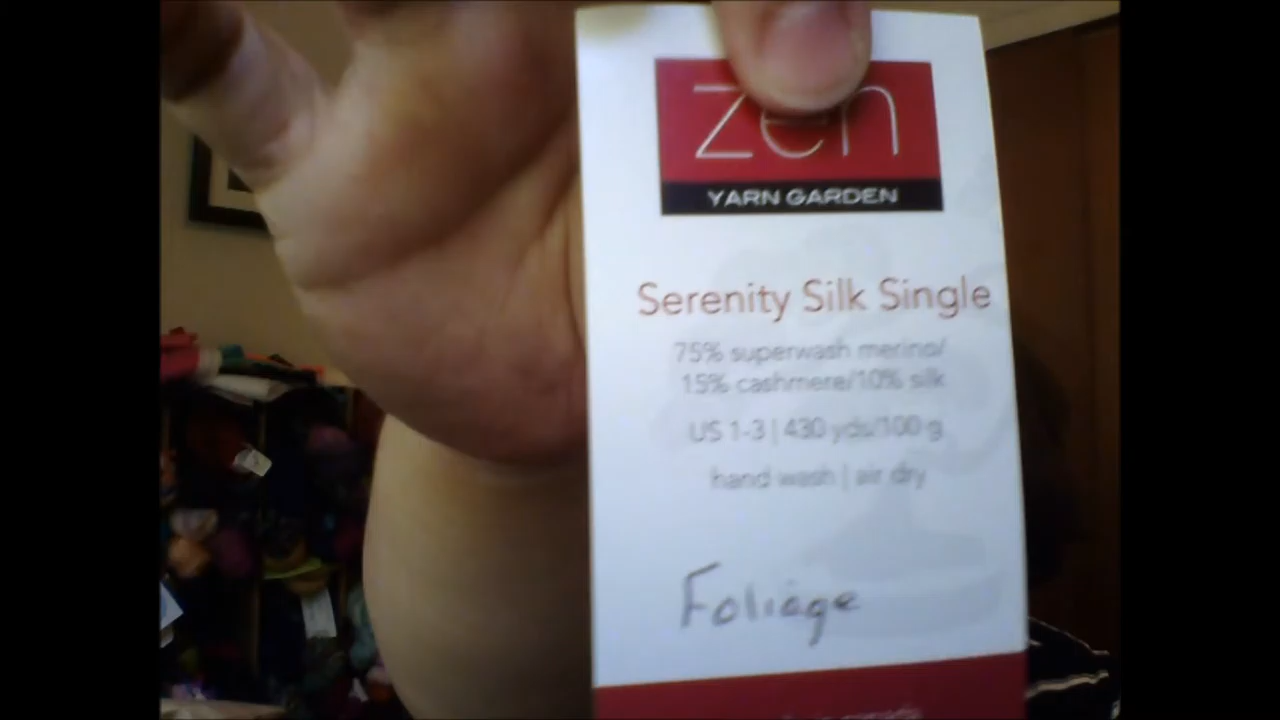 zen
YARN GARDEN
Serenity Silk Single
75% superwash merino/
15% cashmere/10% silk
US 1-3 | 430 yds/100 g
hand wash | air dry
Foliage